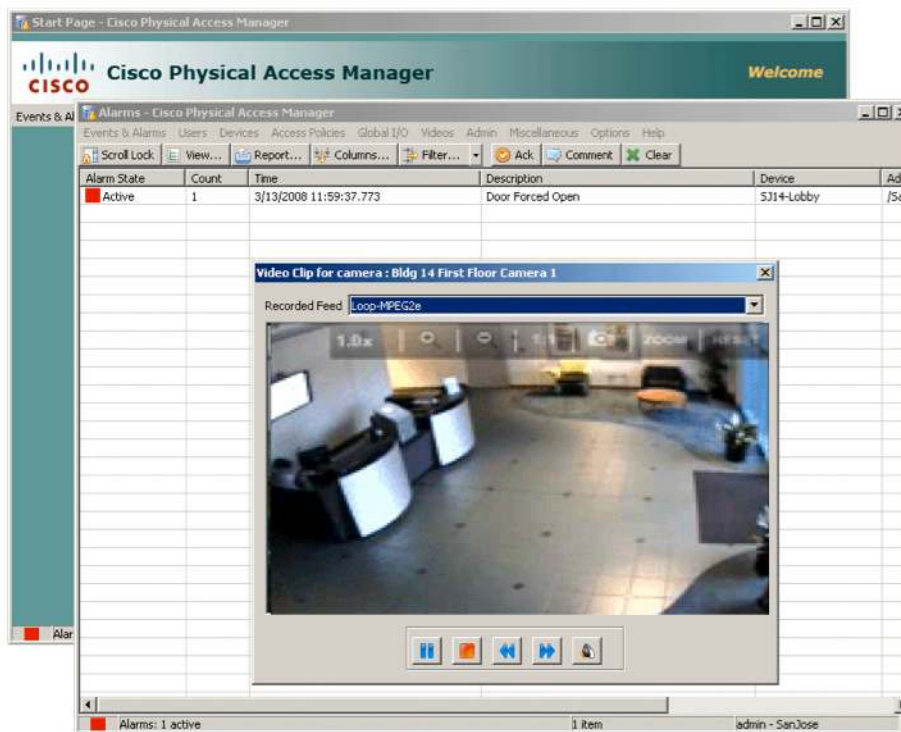 Start Page - Cisco Physical Access Manager
CISCO Cisco Physical Access Manager Welcome
Events & Al
Alarms - Cisco Physical Access Manager
Events & Alarms Users Devices Access Policies Global I/O Videos Admin Miscellaneous Options Help
Scroll Lock View... Report... Columns... Filter... Ack Comment Clear
Alarm State Count Time Description Device Ad
Active 1 3/13/2008 11:59:37.773 Door Forced Open SJ14-Lobby /Sa
Video Clip for camera : Bldg 14 First Floor Camera 1
Recorded Feed Loop-MPEG2e
1.0x 1:1 ZOOM RESET
Alar
Alarms: 1 active 1 item admin - SanJose